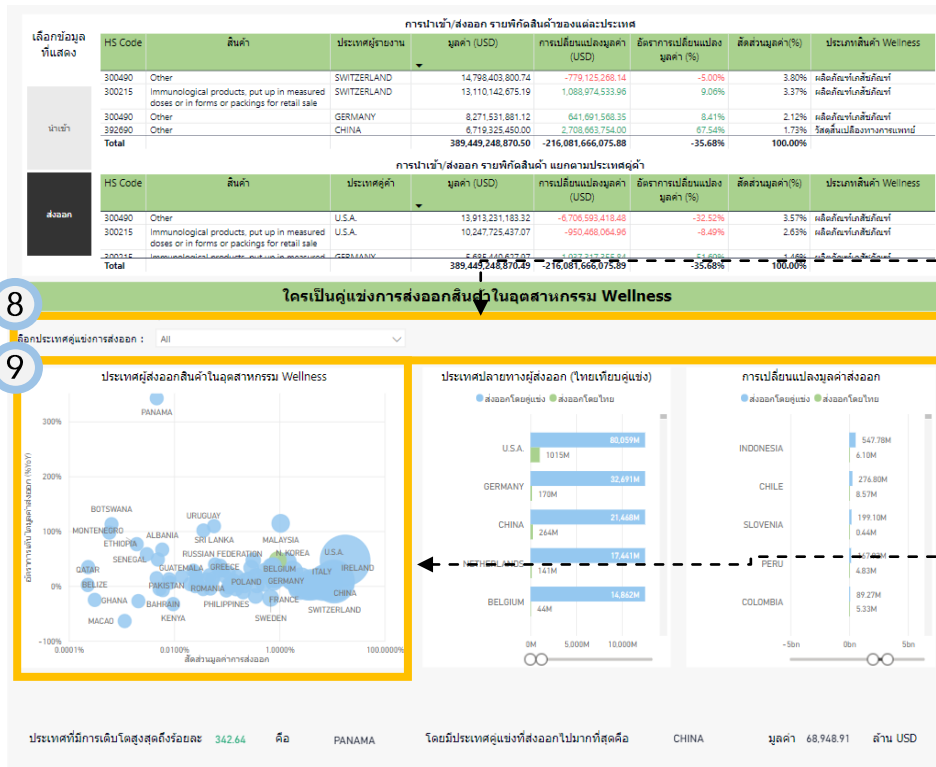 การนำเข้า/ส่งออก รายพิกัดสินค้าของแต่ละประเทศ
เลือกข้อมูล
ที่แสดง
นำเข้า
ส่งออก
HS Code สินค้า ประเทศผู้รายงาน มูลค่า (USD) การเปลี่ยนแปลงมูลค่า (USD) อัตราการเปลี่ยนแปลง มูลค่า (%) สัดส่วนมูลค่า(%) ประเภทสินค้า Wellness
300490 Other SWITZERLAND 14,798,403,800.74 -779,125,268.14 -5.00% 3.80% ผลิตภัณฑ์เภสัชภัณฑ์
300215 Immunological products, put up in measured SWITZERLAND 13,110,142,675.19 1,088,974,533.96 9.06% 3.37% ผลิตภัณฑ์เภสัชภัณฑ์
doses or in forms or packings for retail sale
300490 Other GERMANY 8,271,531,881.12 641,691,568.35 8.41% 2.12% ผลิตภัณฑ์เภสัชภัณฑ์
392690 Other CHINA 6,719,325,450.00 2,708,663,754.00 67.54% 1.73% วัสดุสิ้นเปลืองทางการแพทย์
Total 389,449,248,870.50 -216,081,666,075.88 -35.68% 100.00%
การนำเข้า/ส่งออก รายพิกัดสินค้า แยกตามประเทศคู่ค้า
HS Code สินค้า ประเทศคู่ค้า มูลค่า (USD) การเปลี่ยนแปลงมูลค่า (USD) อัตราการเปลี่ยนแปลง มูลค่า (%) สัดส่วนมูลค่า(%) ประเภทสินค้า Wellness
300490 Other U.S.A. 13,913,231,183.32 -6,706,593,418.48 -32.52% 3.57% ผลิตภัณฑ์เภสัชภัณฑ์
300215 Immunological products, put up in measured U.S.A. 10,247,725,437.07 -950,468,064.96 -8.49% 2.63% ผลิตภัณฑ์เภสัชภัณฑ์
doses or in forms or packings for retail sale
Total 389,449,248,870.49 -216,081,666,075.89 -35.68% 100.00%
8
ใครเป็นคู่แข่งการส่งออกสินค้าในอุตสาหกรรม Wellness
ลือกประเทศคู่แข่งการส่งออก : All
9
ประเทศผู้ส่งออกสินค้าในอุตสาหกรรม Wellness
อัตราการเติบโตมูลค่าส่งออก (%YoY)
300%
200%
100%
0%
-100%
PANAMA
BOTSWANA
MONTENEGRO
ETHIOPIA
ALBANIA
URUGUAY
SRI LANKA
MALAYSIA
SENEGAL
RUSSIAN FEDERATION
N.KOREA
U.S.A.
QATAR
GUATEMALA
GREECE
BELGIUM
ITALY
IRELAND
BELIZE
PAKISTAN
ROMANIA
POLAND
GERMANY
CHINA
GHANA
BAHRAIN
PHILIPPINES
FRANCE
SWITZERLAND
MACAO
KENYA
SWEDEN
0.0001% 0.0100% 1.0000% 100.0000%
สัดส่วนมูลค่าการส่งออก
ประเทศปลายทางผู้ส่งออก (ไทยเทียบคู่แข่ง)
ส่งออกโดยคู่แข่ง ส่งออกโดยไทย
U.S.A. 80,059M
1015M
GERMANY 32,691M
170M
CHINA 21,468M
264M
NETHERLANDS 17,441M
141M
BELGIUM 14,862M
44M
0M 5,000M 10,000M
การเปลี่ยนแปลงมูลค่าส่งออก
ส่งออกโดยคู่แข่ง ส่งออกโดยไทย
INDONESIA 547.78M
6.10M
CHILE 276.80M
8.57M
SLOVENIA 199.10M
0.44M
PERU
4.83M
COLOMBIA 89.27M
5.33M
-5bn 0bn 5bn
ประเทศที่มีการเติบโตสูงสุดถึงร้อยละ 342.64 คือ PANAMA โดยมีประเทศคู่แข่งที่ส่งออกไปมากที่สุดคือ CHINA มูลค่า 68,948.91 ล้าน USD